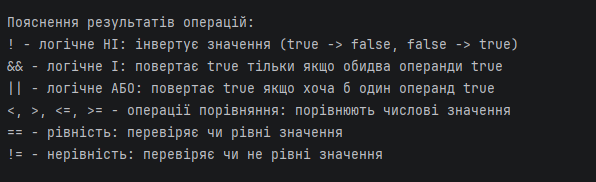 Пояснення результатів операцій:
! - логічне НІ: інвертує значення (true -> false, false -> true)
&& - логічне І: повертає true тільки якщо обидва операнди true
|| - логічне АБО: повертає true якщо хоча б один операнд true
<, >, <=, >= - операції порівняння: порівнюють числові значення
== - рівність: перевіряє чи рівні значення
!= - нерівність: перевіряє чи не рівні значення